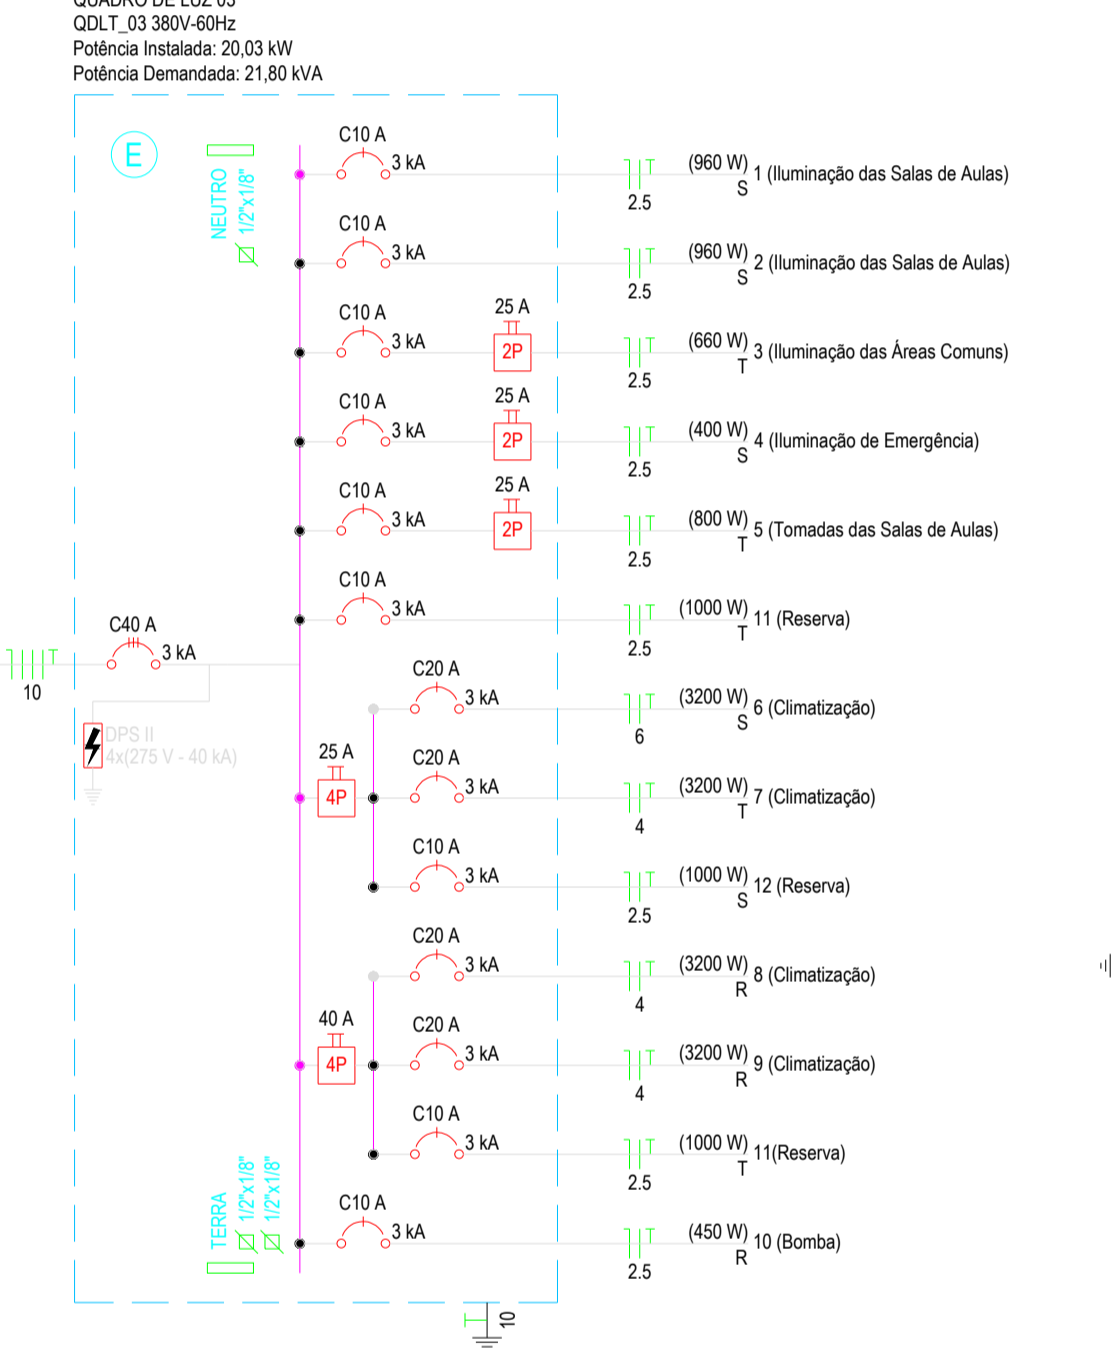 QUADRO DE LUZ 03
QDLT_03 380V-60Hz
Potência Instalada: 20,03 kW
Potência Demandada: 21,80 kVA
E
NEUTRO
1/2"x1/8"
C10 A
3 kA
2.5
(960 W)
S
1 (Iluminação das Salas de Aulas)
C10 A
3 kA
2.5
(960 W)
S
2 (Iluminação das Salas de Aulas)
C10 A
3 kA
25 A
2P
2.5
(660 W)
T
3 (Iluminação das Áreas Comuns)
C10 A
3 kA
25 A
2P
2.5
(400 W)
S
4 (Iluminação de Emergência)
C10 A
3 kA
25 A
2P
2.5
(800 W)
T
5 (Tomadas das Salas de Aulas)
C10 A
3 kA
2.5
(1000 W)
T
11 (Reserva)
C40 A
3 kA
10
DPS II
4x(275 V - 40 kA)
C20 A
3 kA
6
(3200 W)
S
6 (Climatização)
25 A
4P
C20 A
3 kA
4
(3200 W)
T
7 (Climatização)
C10 A
3 kA
2.5
(1000 W)
S
12 (Reserva)
C20 A
3 kA
4
(3200 W)
R
8 (Climatização)
40 A
4P
C20 A
3 kA
4
(3200 W)
R
9 (Climatização)
C10 A
3 kA
2.5
(1000 W)
T
11(Reserva)
TERRA
1/2"x1/8"
1/2"x1/8"
C10 A
3 kA
2.5
(450 W)
R
10 (Bomba)
10